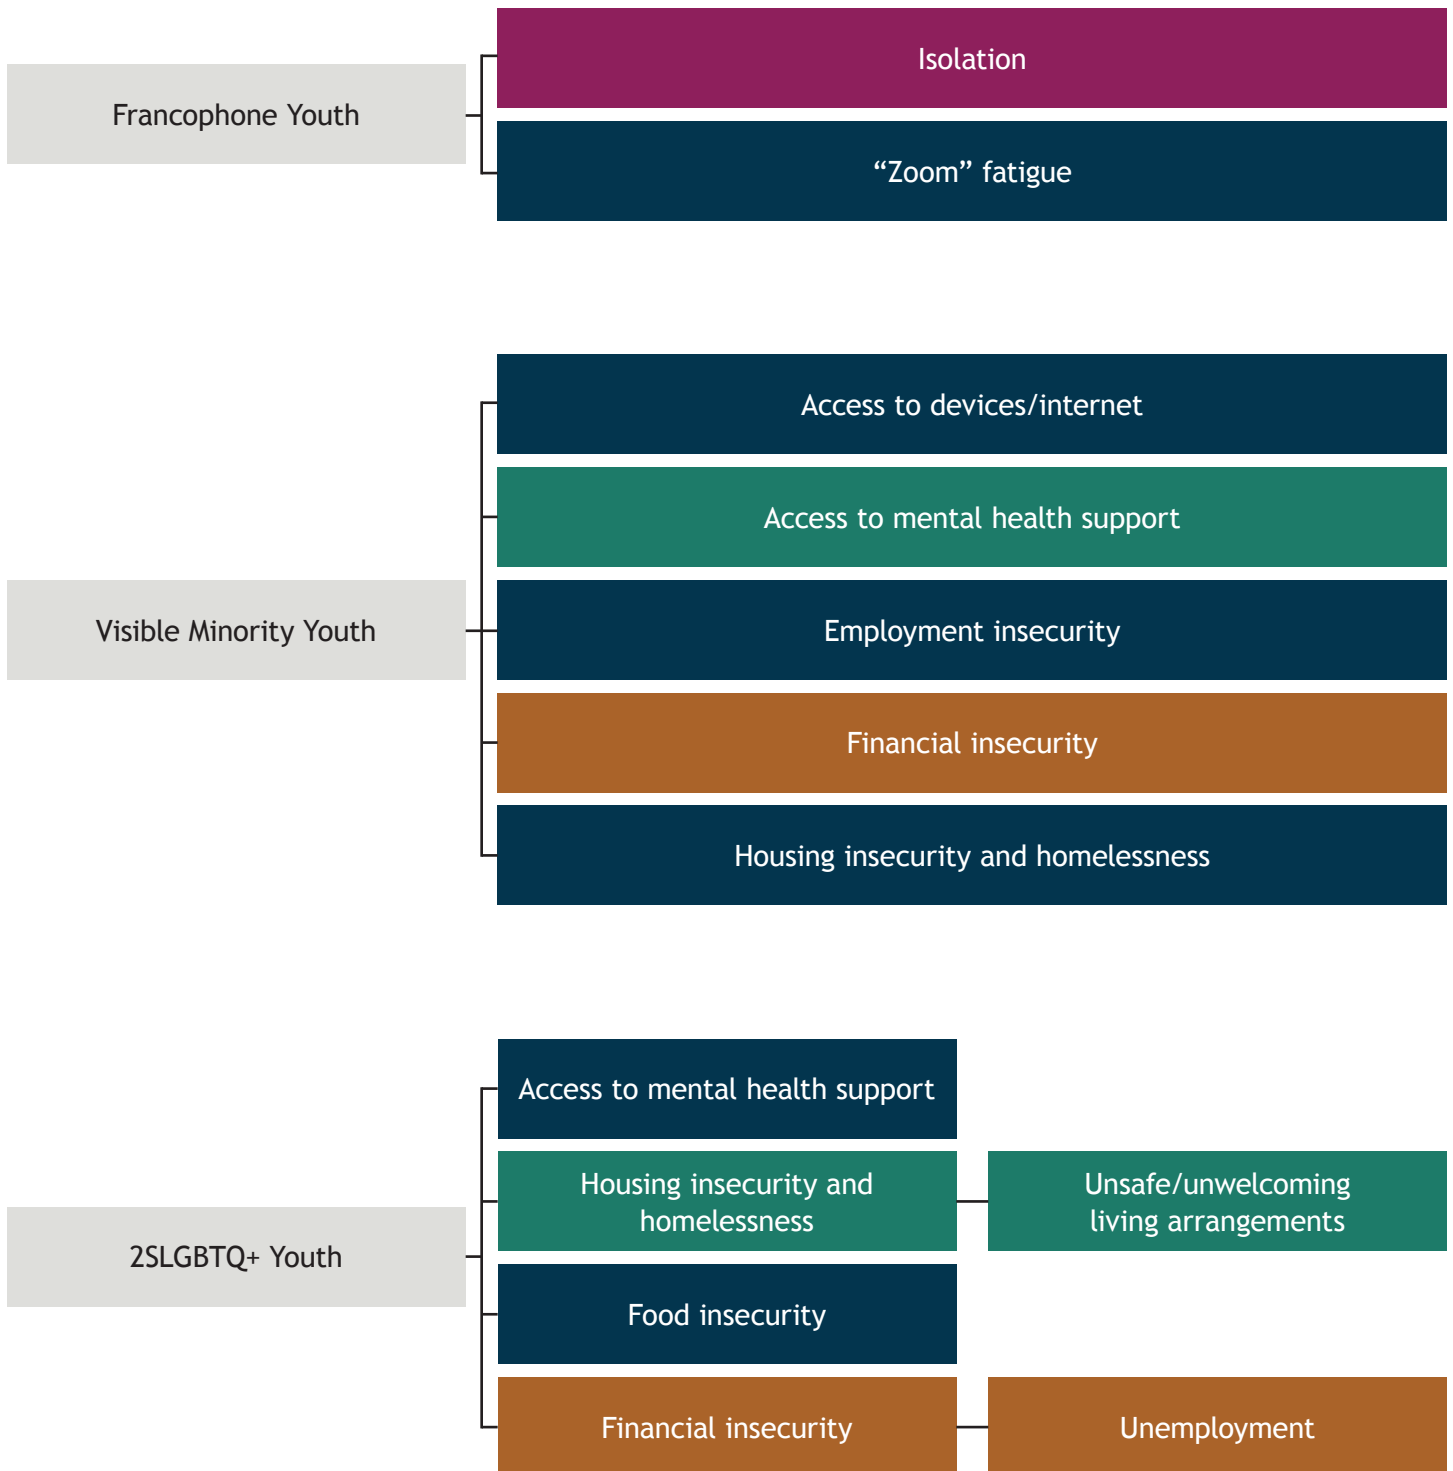 Francophone Youth
Isolation
“Zoom” fatigue
Visible Minority Youth
Access to devices/internet
Access to mental health support
Employment insecurity
Financial insecurity
Housing insecurity and homelessness
2SLGBTQ+ Youth
Access to mental health support
Housing insecurity and
homelessness
Unsafe/unwelcoming
living arrangements
Food insecurity
Financial insecurity
Unemployment